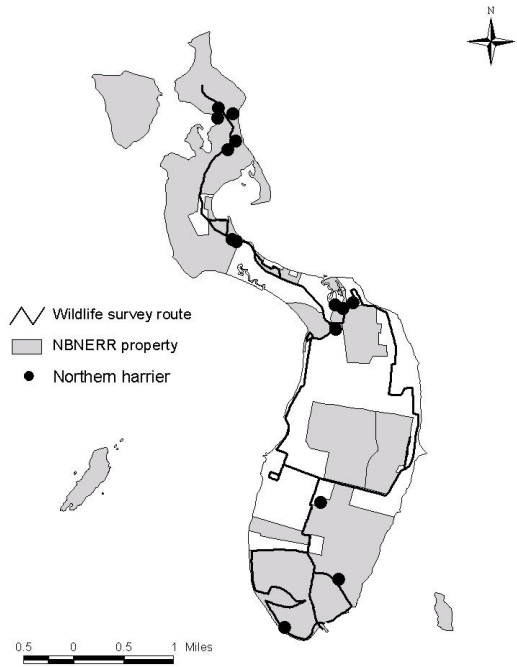 N
Wildlife survey route
NBNERR property
Northern harrier
0.5 0 0.5 1 Miles